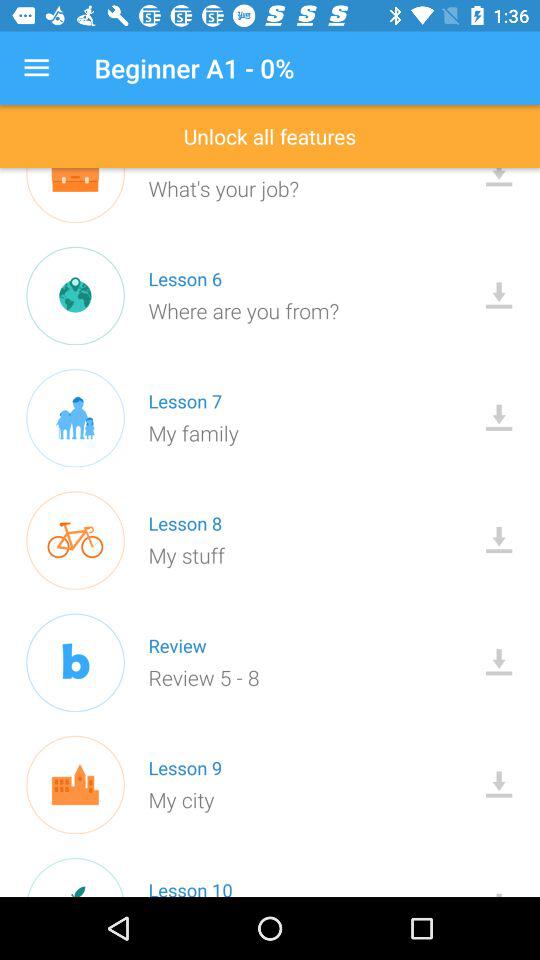 1:36
Beginner A1 - 0%
Unlock all features
What's your job?
Lesson 6
Where are you from?
Lesson 7
My family
Lesson 8
My stuff
b
Review
Review 5 - 8
Lesson 9
My city
Lesson 10